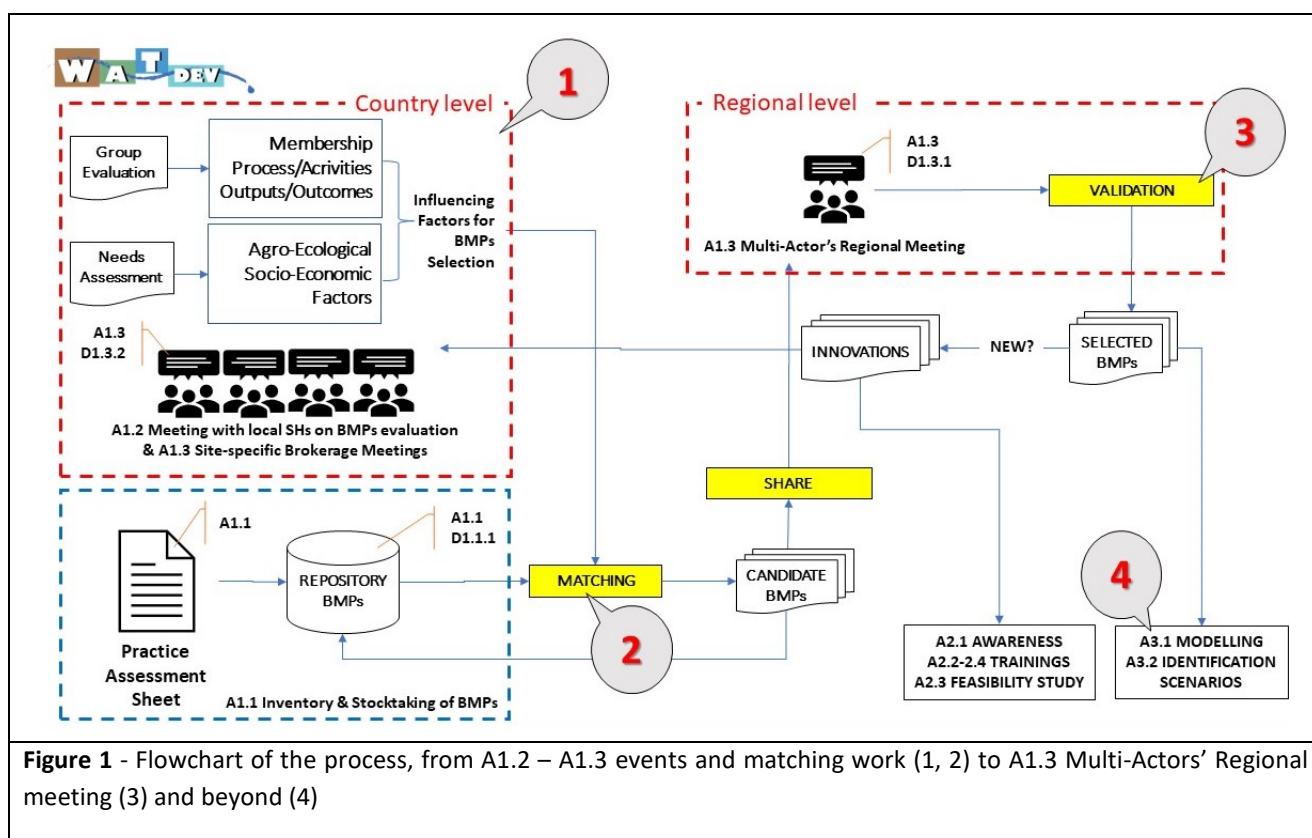 WAT DEV
Country level
1
Group
Evaluation
Membership
Process/Acrivities
Outputs/Outcomes
Needs
Assessment
Agro-Ecological
Socio-Economic
Factors
Influencing
Factors for
BMPs
Selection
A1.3
D1.3.2
A1.2 Meeting with local SHs on BMPs evaluation
& A1.3 Site-specific Brokerage Meetings
Regional level
A1.3
D1.3.1
3
VALIDATION
A1.3 Multi-Actor's Regional Meeting
INNOVATIONS
NEW?
SELECTED
BMPs
SHARE
A1.1
Practice
Assessment
Sheet
A1.1
D1.1.1
REPOSITORY
BMPs
MATCHING
2
CANDIDATE
BMPs
A1.1 Inventory & Stocktaking of BMPs
4
A2.1 AWARENESS
A2.2-2.4 TRAININGS
A2.3 FEASIBILITY STUDY
A3.1 MODELLING
A3.2 IDENTIFICATION
SCENARIOS
Figure 1 - Flowchart of the process, from A1.2 – A1.3 events and matching work (1, 2) to A1.3 Multi-Actors’ Regional
meeting (3) and beyond (4)